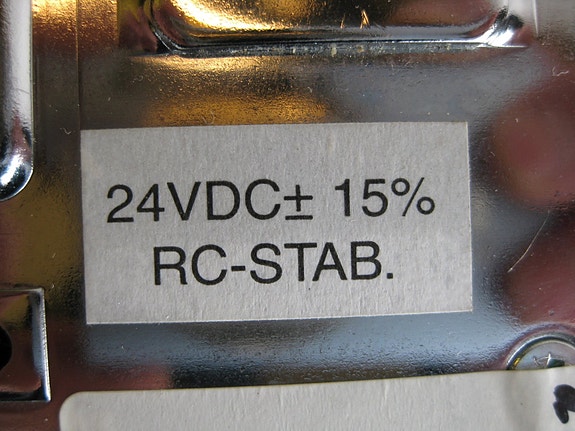 24VDC± 15%
RC-STAB.